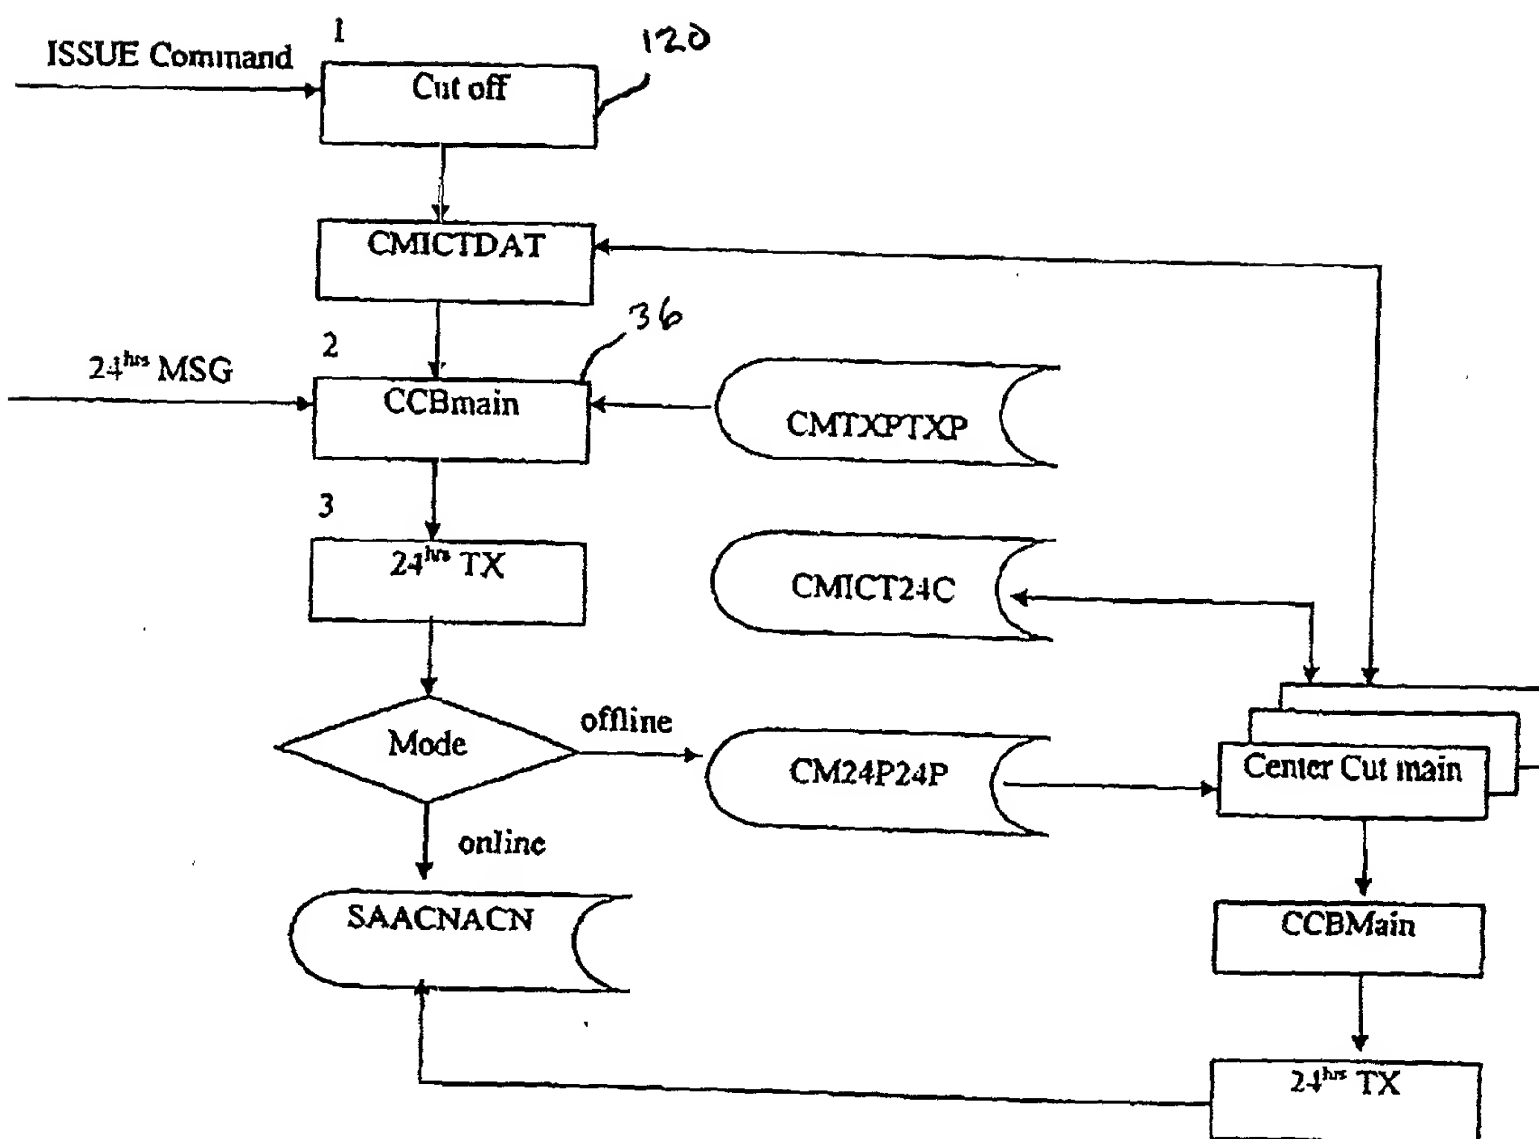 1
120
ISSUE Command
Cut off
CMICTDAT
36
2
24hrs MSG
CCBmain
CMTXPTXP
3
24hrs TX
CMICT24C
Mode
offline
CM24P24P
Center Cut main
online
SAACNACN
CCBMain
24hrs TX